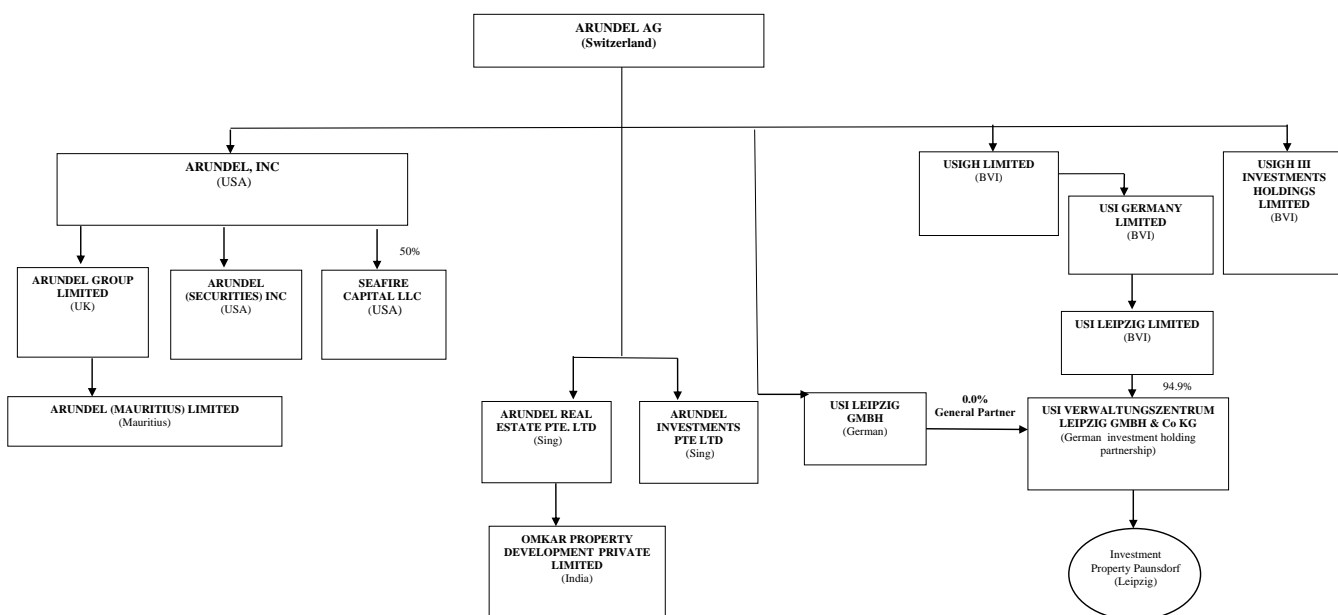 ARUNDEL AG
(Switzerland)
ARUNDEL, INC
(USA)
USIGH LIMITED
(BVI)
USIGH III
INVESTMENTS
HOLDINGS
LIMITED
(BVI)
USI GERMANY
LIMITED
(BVI)
50%
ARUNDEL GROUP
LIMITED
(UK)
ARUNDEL
(SECURITIES) INC
(USA)
SEAFIRE
CAPITAL LLC
(USA)
USI LEIPZIG LIMITED
(BVI)
94.9%
ARUNDEL (MAURITIUS) LIMITED
(Mauritius)
ARUNDEL REAL
ESTATE PTE. LTD
(Sing)
ARUNDEL
INVESTMENTS
PTE LTD
(Sing)
USI LEIPZIG
GMBH
(German)
0.0%
General Partner
USI VERWALTUNGSZENTRUM
LEIPZIG GMBH & Co KG
(German investment holding
partnership)
OMKAR PROPERTY
DEVELOPMENT PRIVATE
LIMITED
(India)
Investment
Property Paunsdorf
(Leipzig)